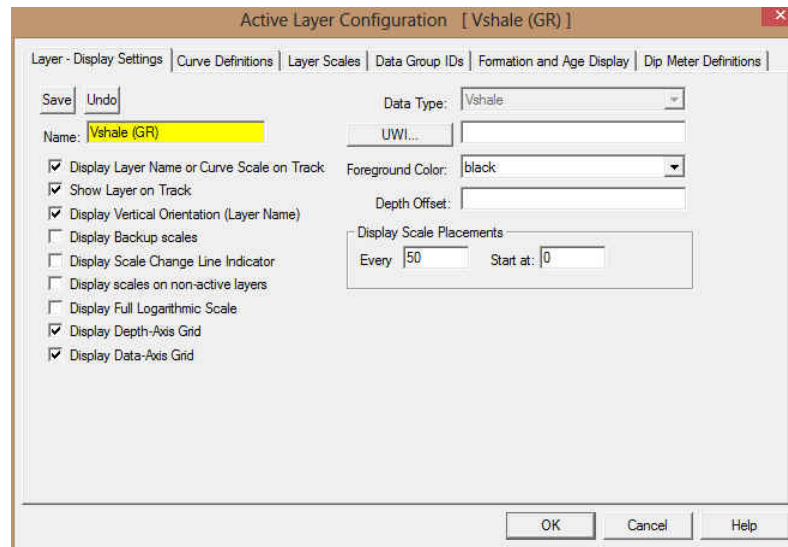 Active Layer Configuration [ Vshale (GR) ]
Layer - Display Settings Curve Definitions Layer Scales Data Group IDs Formation and Age Display Dip Meter Definitions
Save Undo
Name: Vshale (GR)
Display Layer Name or Curve Scale on Track
Show Layer on Track
Display Vertical Orientation (Layer Name)
Display Backup scales
Display Scale Change Line Indicator
Display scales on non-active layers
Display Full Logarithmic Scale
Display Depth-Axis Grid
Display Data-Axis Grid
Data Type: Vshale
UWI...
Foreground Color: black
Depth Offset:
Display Scale Placements
Every 50 Start at: 0
OK Cancel Help